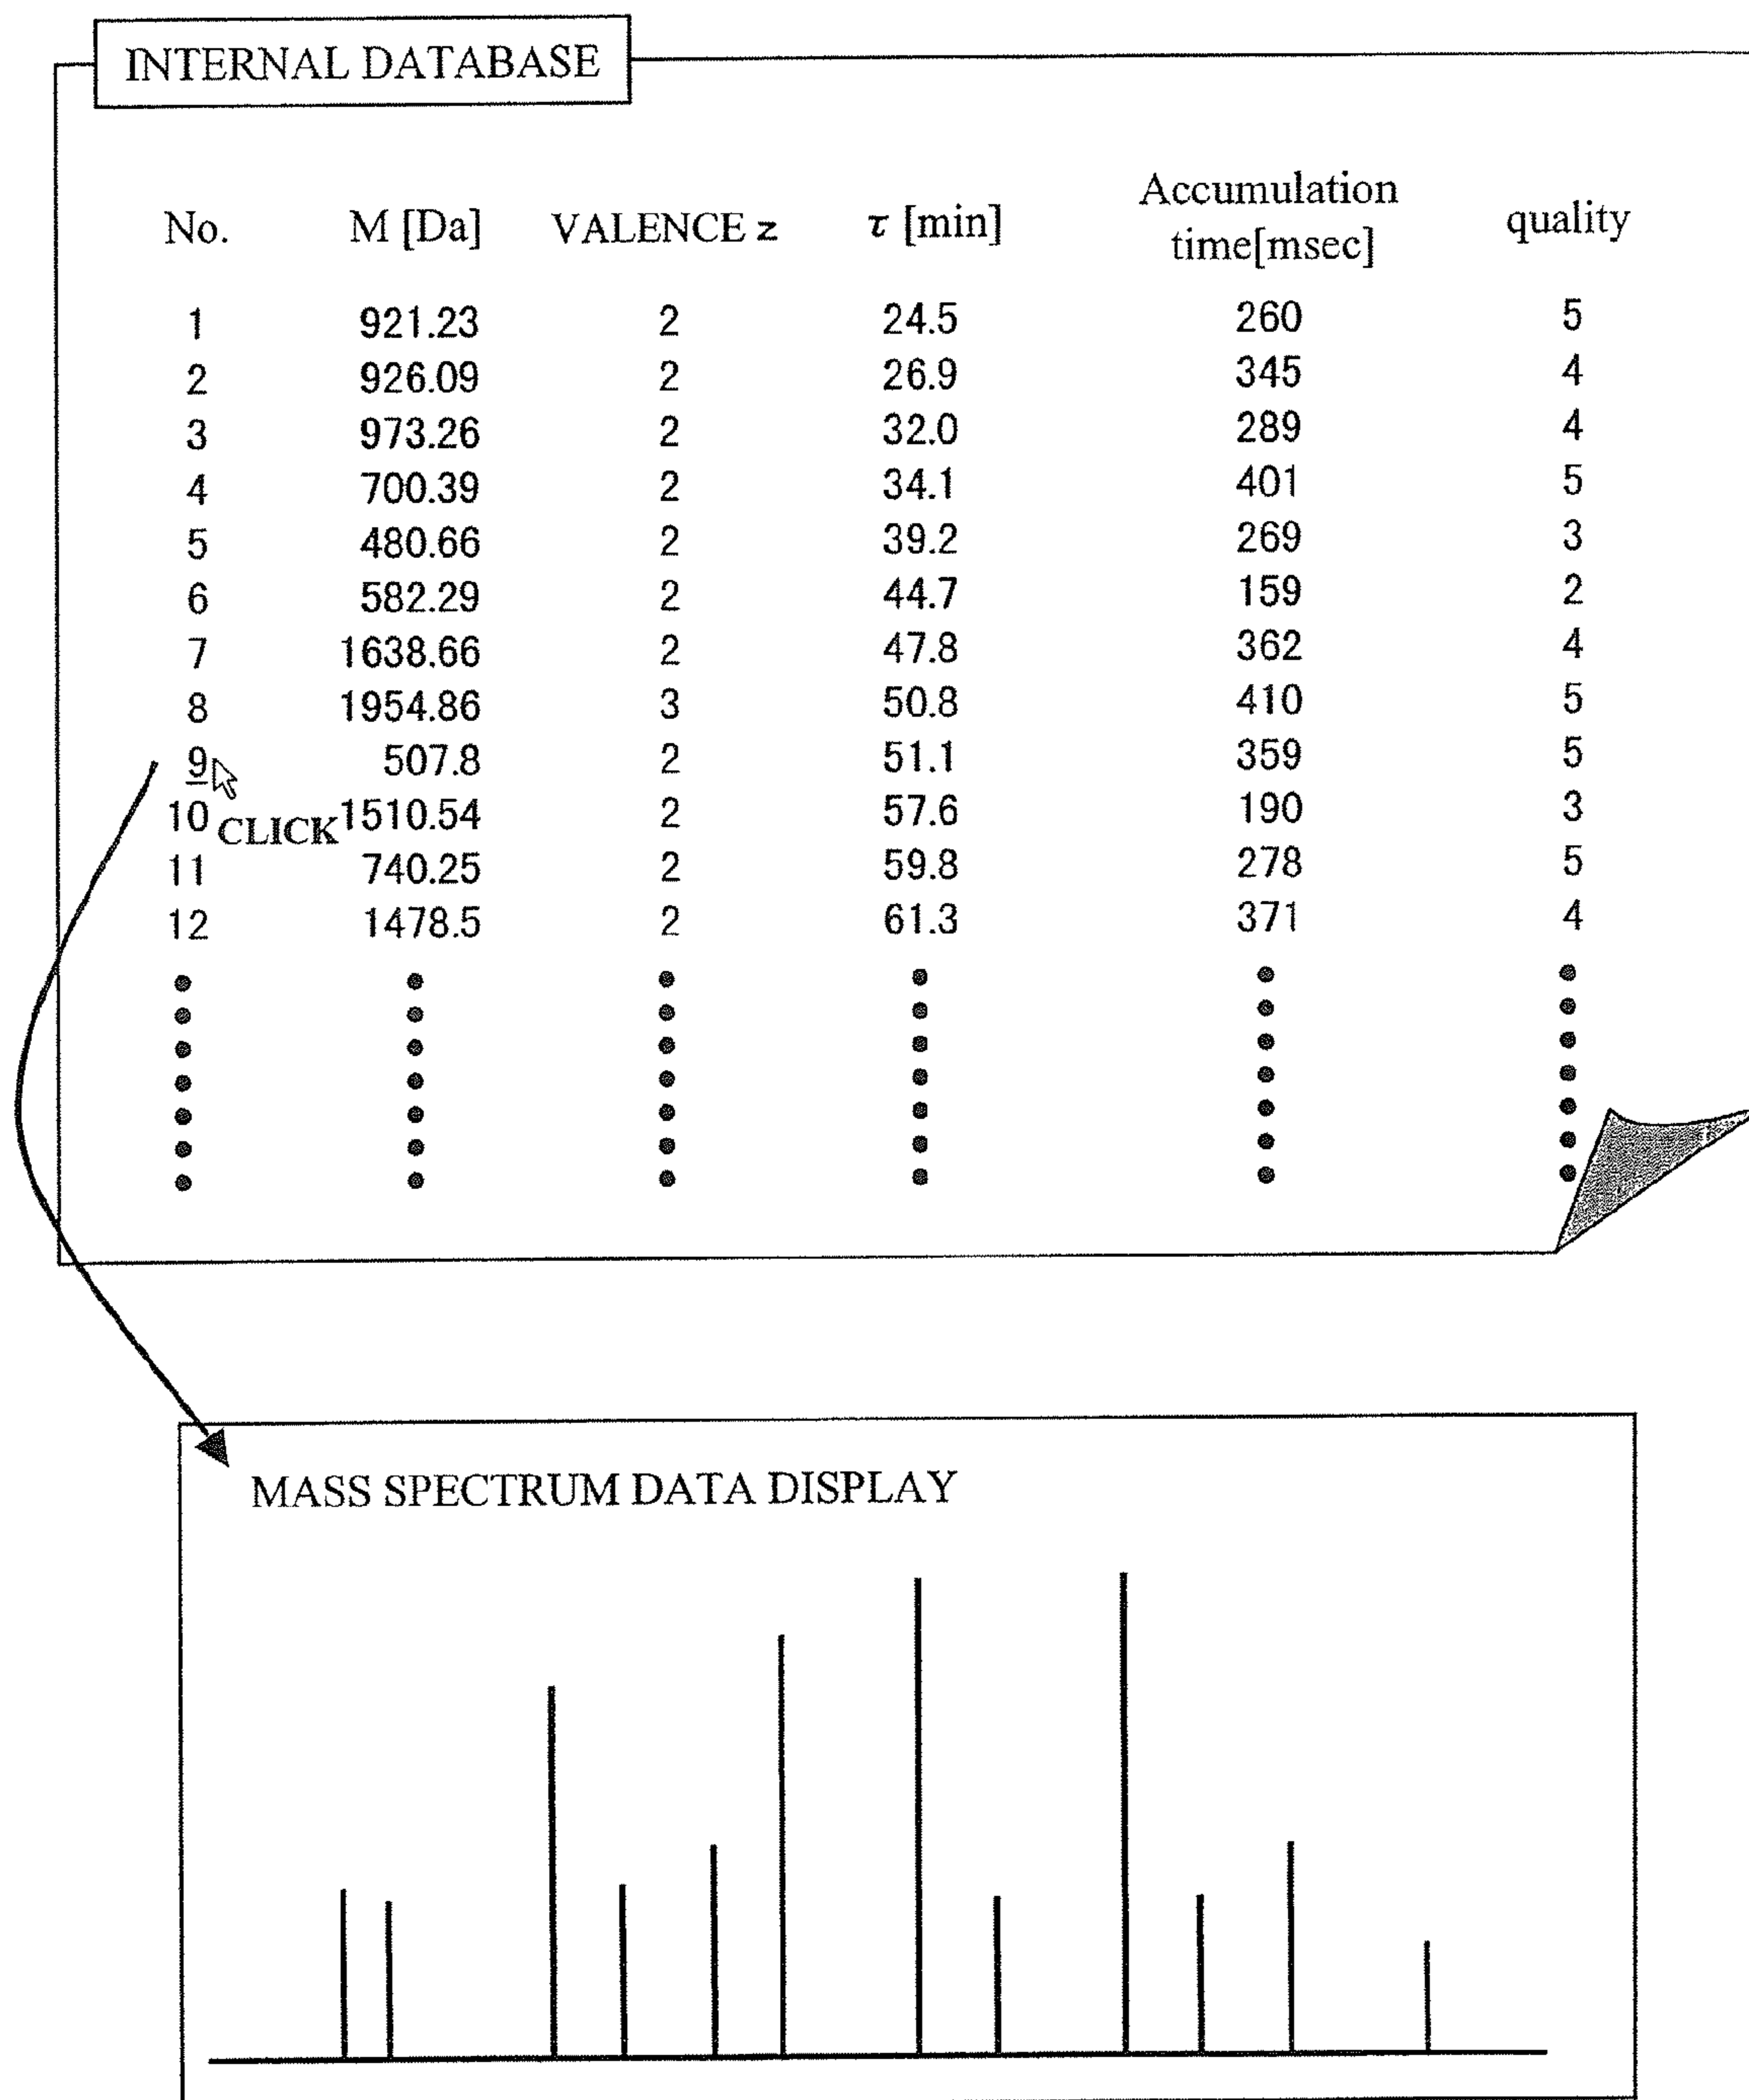 INTERNAL DATABASE
No. M [Da] VALENCE z τ [min] Accumulation time[msec] quality
1 921.23 2 24.5 260 5
2 926.09 2 26.9 345 4
3 973.26 2 32.0 289 4
4 700.39 2 34.1 401 5
5 480.66 2 39.2 269 3
6 582.29 2 44.7 159 2
7 1638.66 2 47.8 362 4
8 1954.86 3 50.8 410 5
9 507.8 2 51.1 359 5
10 1510.54 2 57.6 190 3
CLICK
11 740.25 2 59.8 278 5
12 1478.5 2 61.3 371 4
MASS SPECTRUM DATA DISPLAY